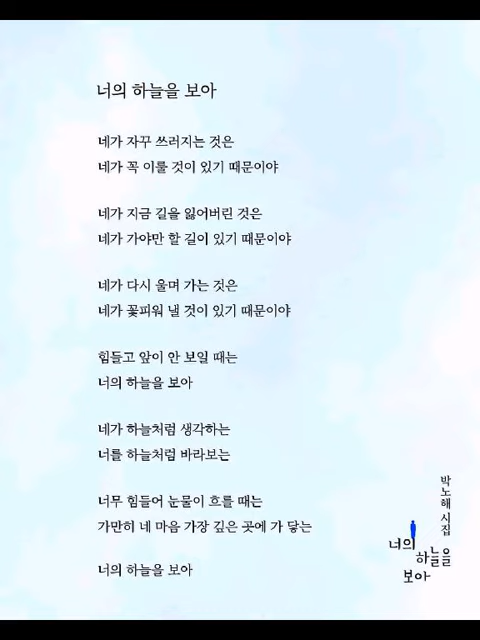 너의 하늘을 보아
네가 자꾸 쓰러지는 것은
네가 꼭 이룰 것이 있기 때문이야
네가 지금 길을 잃어버린 것은
네가 가야만 할 길이 있기 때문이야
네가 다시 울며 가는 것은
네가 꽃피워 낼 것이 있기 때문이야
힘들고 앞이 안 보일 때는
너의 하늘을 보아
네가 하늘처럼 생각하는
너를 하늘처럼 바라보는
너무 힘들어 눈물이 흐를 때는
가만히 네 마음 가장 깊은 곳에 가 닿는
너의 하늘을 보아
박노해 시집
너의
하늘을
보아